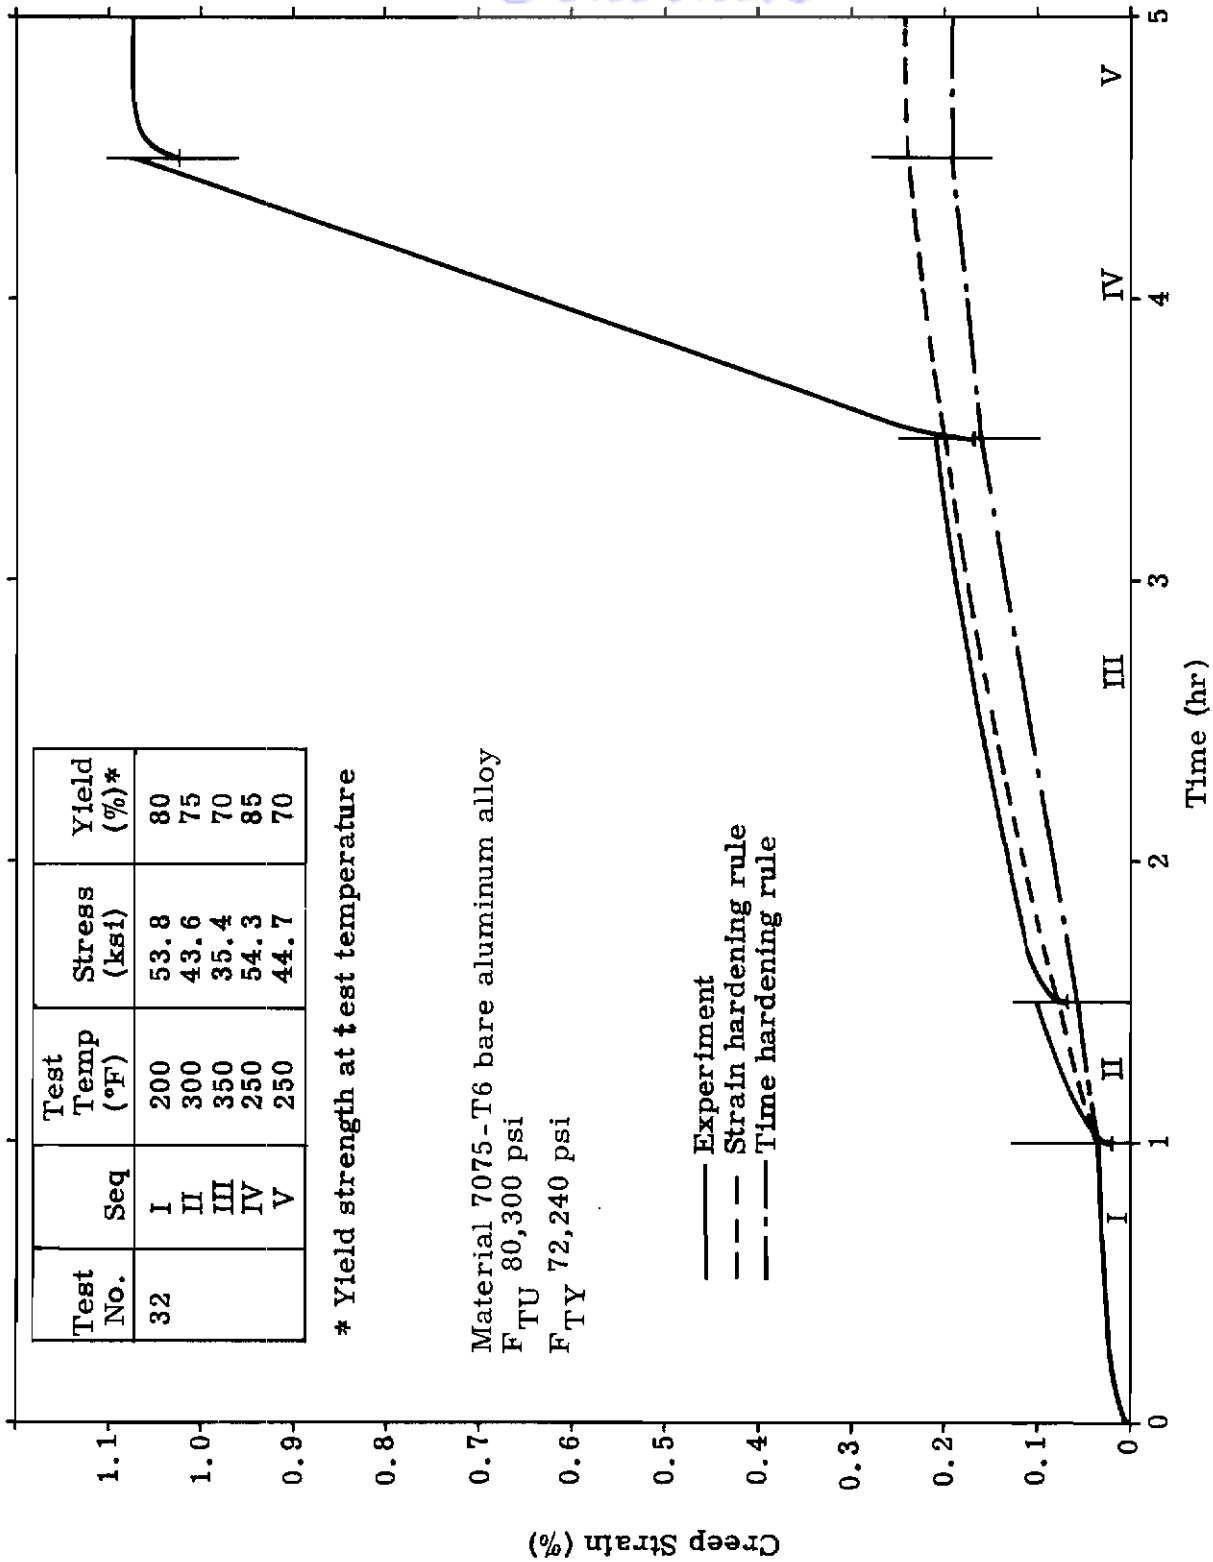 Test No. Seq Test Temp (°F) Stress (ksi) Yield (%)*
32 I 200 53.8 80
II 300 43.6 75
III 350 35.4 70
IV 250 54.3 85
V 250 44.7 70
* Yield strength at test temperature
Material 7075-T6 bare aluminum alloy
FTU 80,300 psi
FTY 72,240 psi
Experiment
Strain hardening rule
Time hardening rule
Creep Strain (%)
1.1
1.0
0.9
0.8
0.7
0.6
0.5
0.4
0.3
0.2
0.1
0
I II III IV V
0 1 2 3 4 5
Time (hr)